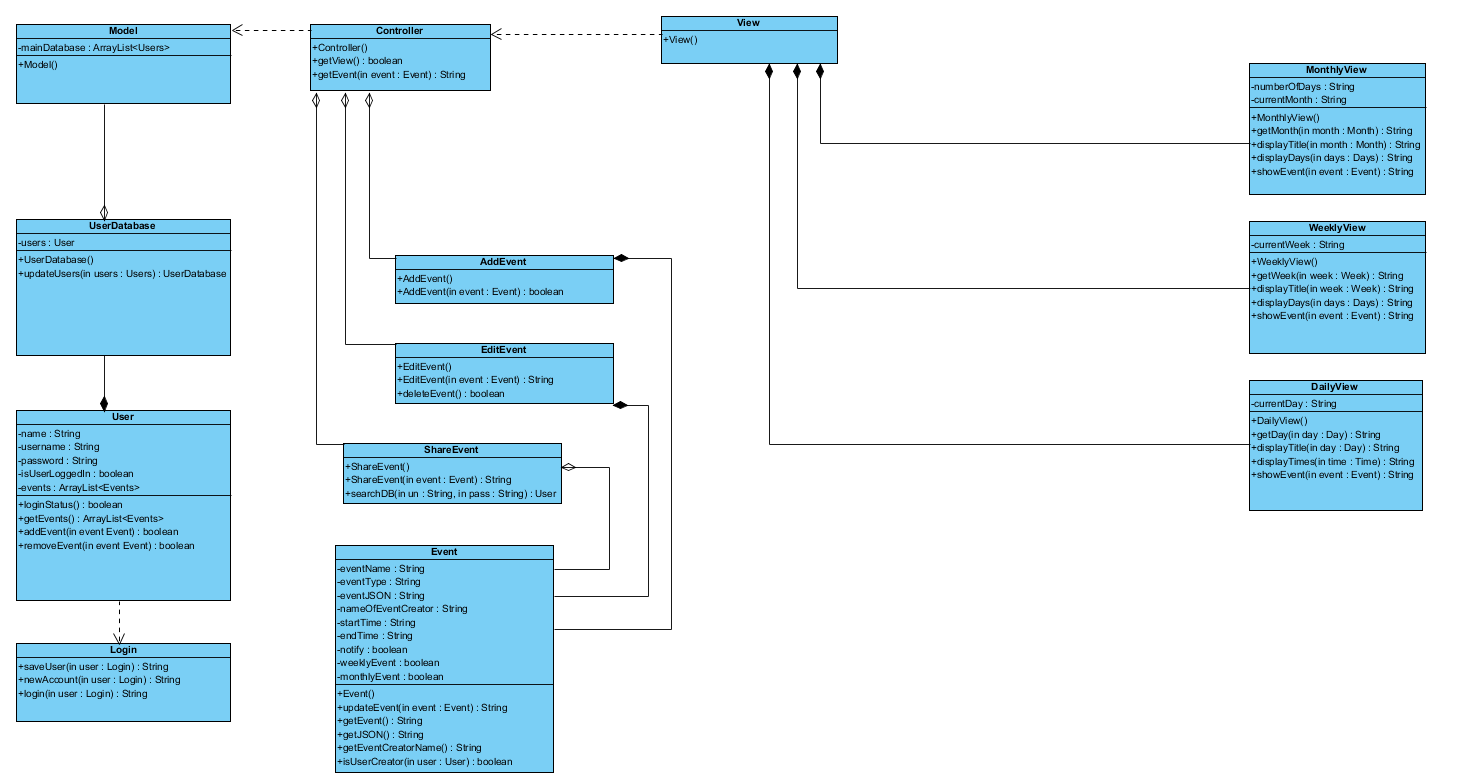 Model
-mainDatabase : ArrayList<Users>
+Model()
Controller
+Controller()
+getView() : boolean
+getEvent(in event : Event) : String
View
+View()
MonthlyView
-numberOfDays : String
-currentMonth : String
+MonthlyView()
+getMonth(in month : Month) : String
+displayTitle(in month : Month) : String
+displayDays(in days : Days) : String
+showEvent(in event : Event) : String
UserDatabase
-users : User
+UserDatabase()
+updateUsers(in users : Users) : UserDatabase
WeeklyView
-currentWeek : String
+WeeklyView()
+getWeek(in week : Week) : String
+displayTitle(in week : Week) : String
+displayDays(in days : Days) : String
+showEvent(in event : Event) : String
AddEvent
+AddEvent()
+AddEvent(in event : Event) : boolean
EditEvent
+EditEvent()
+EditEvent(in event : Event) : String
+deleteEvent() : boolean
DailyView
-currentDay : String
+DailyView()
+getDay(in day : Day) : String
+displayTitle(in day : Day) : String
+displayTimes(in time : Time) : String
+showEvent(in event : Event) : String
User
-name : String
-username : String
-password : String
-isUserLoggedIn : boolean
-events : ArrayList<Events>
+loginStatus() : boolean
+getEvents() : ArrayList<Events>
+addEvent(in event Event) : boolean
+removeEvent(in event Event) : boolean
ShareEvent
+ShareEvent()
+ShareEvent(in event : Event) : String
+searchDB(in un : String, in pass : String) : User
Event
-eventName : String
-eventType : String
-eventJSON : String
-nameOfEventCreator : String
-startTime : String
-endTime : String
-notify : boolean
-weeklyEvent : boolean
-monthlyEvent : boolean
+Event()
+updateEvent(in event : Event) : String
+getEvent() : String
+getJSON() : String
+getEventCreatorName() : String
+isUserCreator(in user : User) : boolean
Login
+saveUser(in user : Login) : String
+newAccount(in user : Login) : String
+login(in user : Login) : String